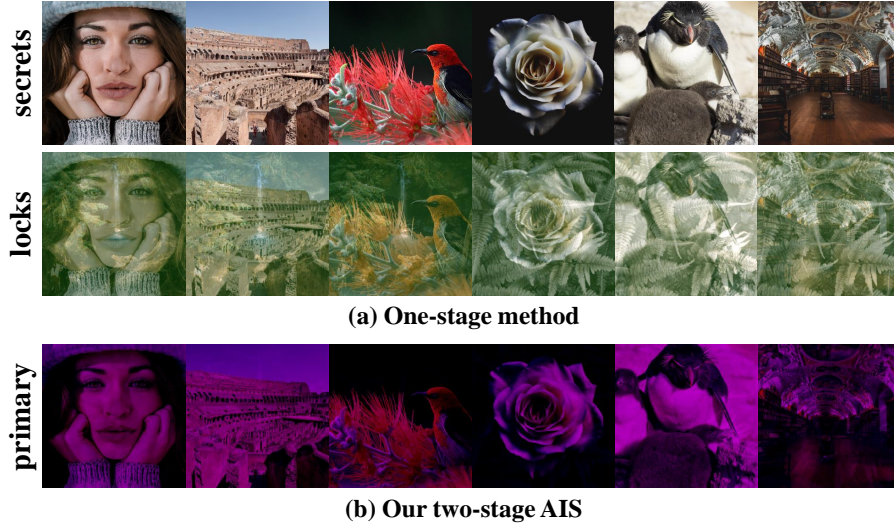 secrets
locks
(a) One-stage method
primary
(b) Our two-stage AIS